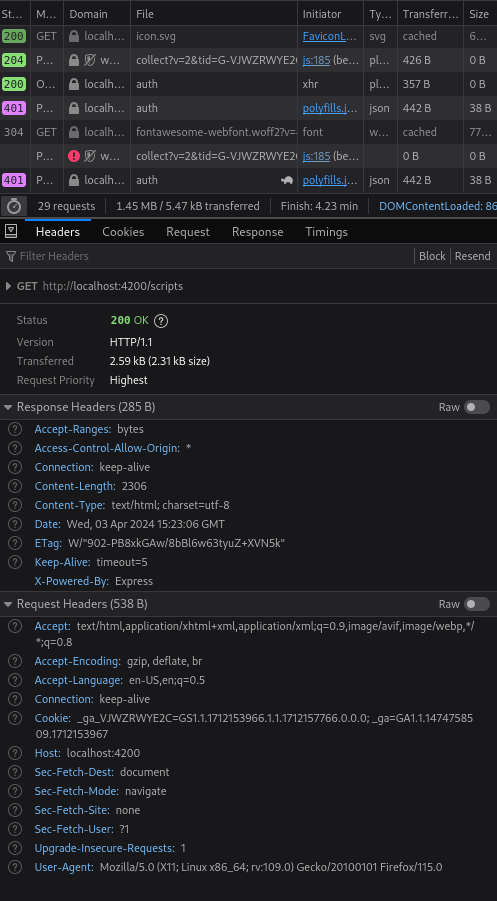 St... M... Domain File Initiator Ty... Transferr... Size
200 GET localh... icon.svg FaviconL... svg cached 6...
204 P... w... collect?v=2&tid=G-VJWZRWYE2 js:185 (be... pl... 426 B 0 B
200 O... localh... auth xhr pl... 357 B 0 B
401 P... localh... auth polyfills.j... json 442 B 38 B
304 GET localh... fontawesome-webfont.woff2?v= font w... cached 77...
P... w... collect?v=2&tid=G-VJWZRWYE2 js:185 (be... 0 B 0 B
401 P... localh... auth polyfills.j... json 442 B 38 B
29 requests 1.45 MB / 5.47 kB transferred Finish: 4.23 min DOMContentLoaded: 86
Headers Cookies Request Response Timings
Filter Headers Block Resend
GET http://localhost:4200/scripts
Status 200 OK ?
Version HTTP/1.1
Transferred 2.59 kB (2.31 kB size)
Request Priority Highest
Response Headers (285 B) Raw
? Accept-Ranges: bytes
? Access-Control-Allow-Origin: *
? Connection: keep-alive
? Content-Length: 2306
? Content-Type: text/html; charset=utf-8
? Date: Wed, 03 Apr 2024 15:23:06 GMT
? ETag: W/"902-PB8xkGAw/8bBl6w63tyuZ+XVN5k"
? Keep-Alive: timeout=5
X-Powered-By: Express
Request Headers (538 B) Raw
? Accept: text/html,application/xhtml+xml,application/xml;q=0.9,image/avif,image/webp,*/
*;q=0.8
? Accept-Encoding: gzip, deflate, br
? Accept-Language: en-US,en;q=0.5
? Connection: keep-alive
? Cookie: _ga_VJWZRWYE2C=GS1.1.1712153966.1.1.1712157766.0.0.0; _ga=GA1.1.14747585
09.1712153967
? Host: localhost:4200
? Sec-Fetch-Dest: document
? Sec-Fetch-Mode: navigate
? Sec-Fetch-Site: none
? Sec-Fetch-User: ?1
? Upgrade-Insecure-Requests: 1
? User-Agent: Mozilla/5.0 (X11; Linux x86_64; rv:109.0) Gecko/20100101 Firefox/115.0